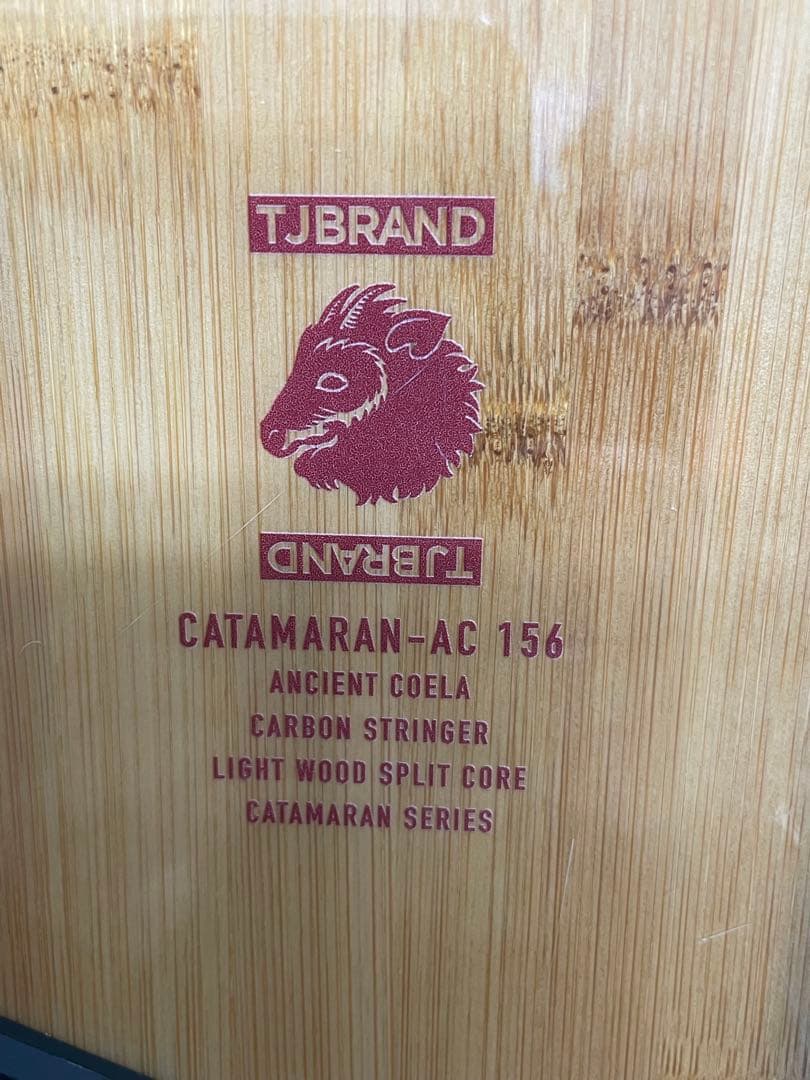 TJBRAND
TJBRAND
CATAMARAN-AC 156
ANCIENT COELA
CARBON STRINGER
LIGHT WOOD SPLIT CORE
CATAMARAN SERIES